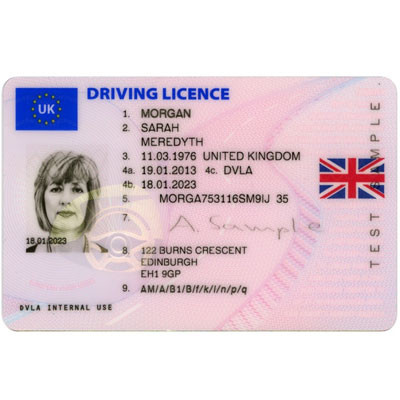 UK
DRIVING LICENCE
1. MORGAN
2. SARAH
MEREDYTH
3. 11.03.1976 UNITED KINGDOM
4a. 19.01.2013 4c. DVLA
4b. 18.01.2023
5. MORGA753116SM9IJ 35
7. A. Sample
18.01.2023
8. 122 BURNS CRESCENT
EDINBURGH
EH1 9GP
9. AM/A/B1/B/f/k/l/n/p/q
DVLA INTERNAL USE
TEST SAMPLE